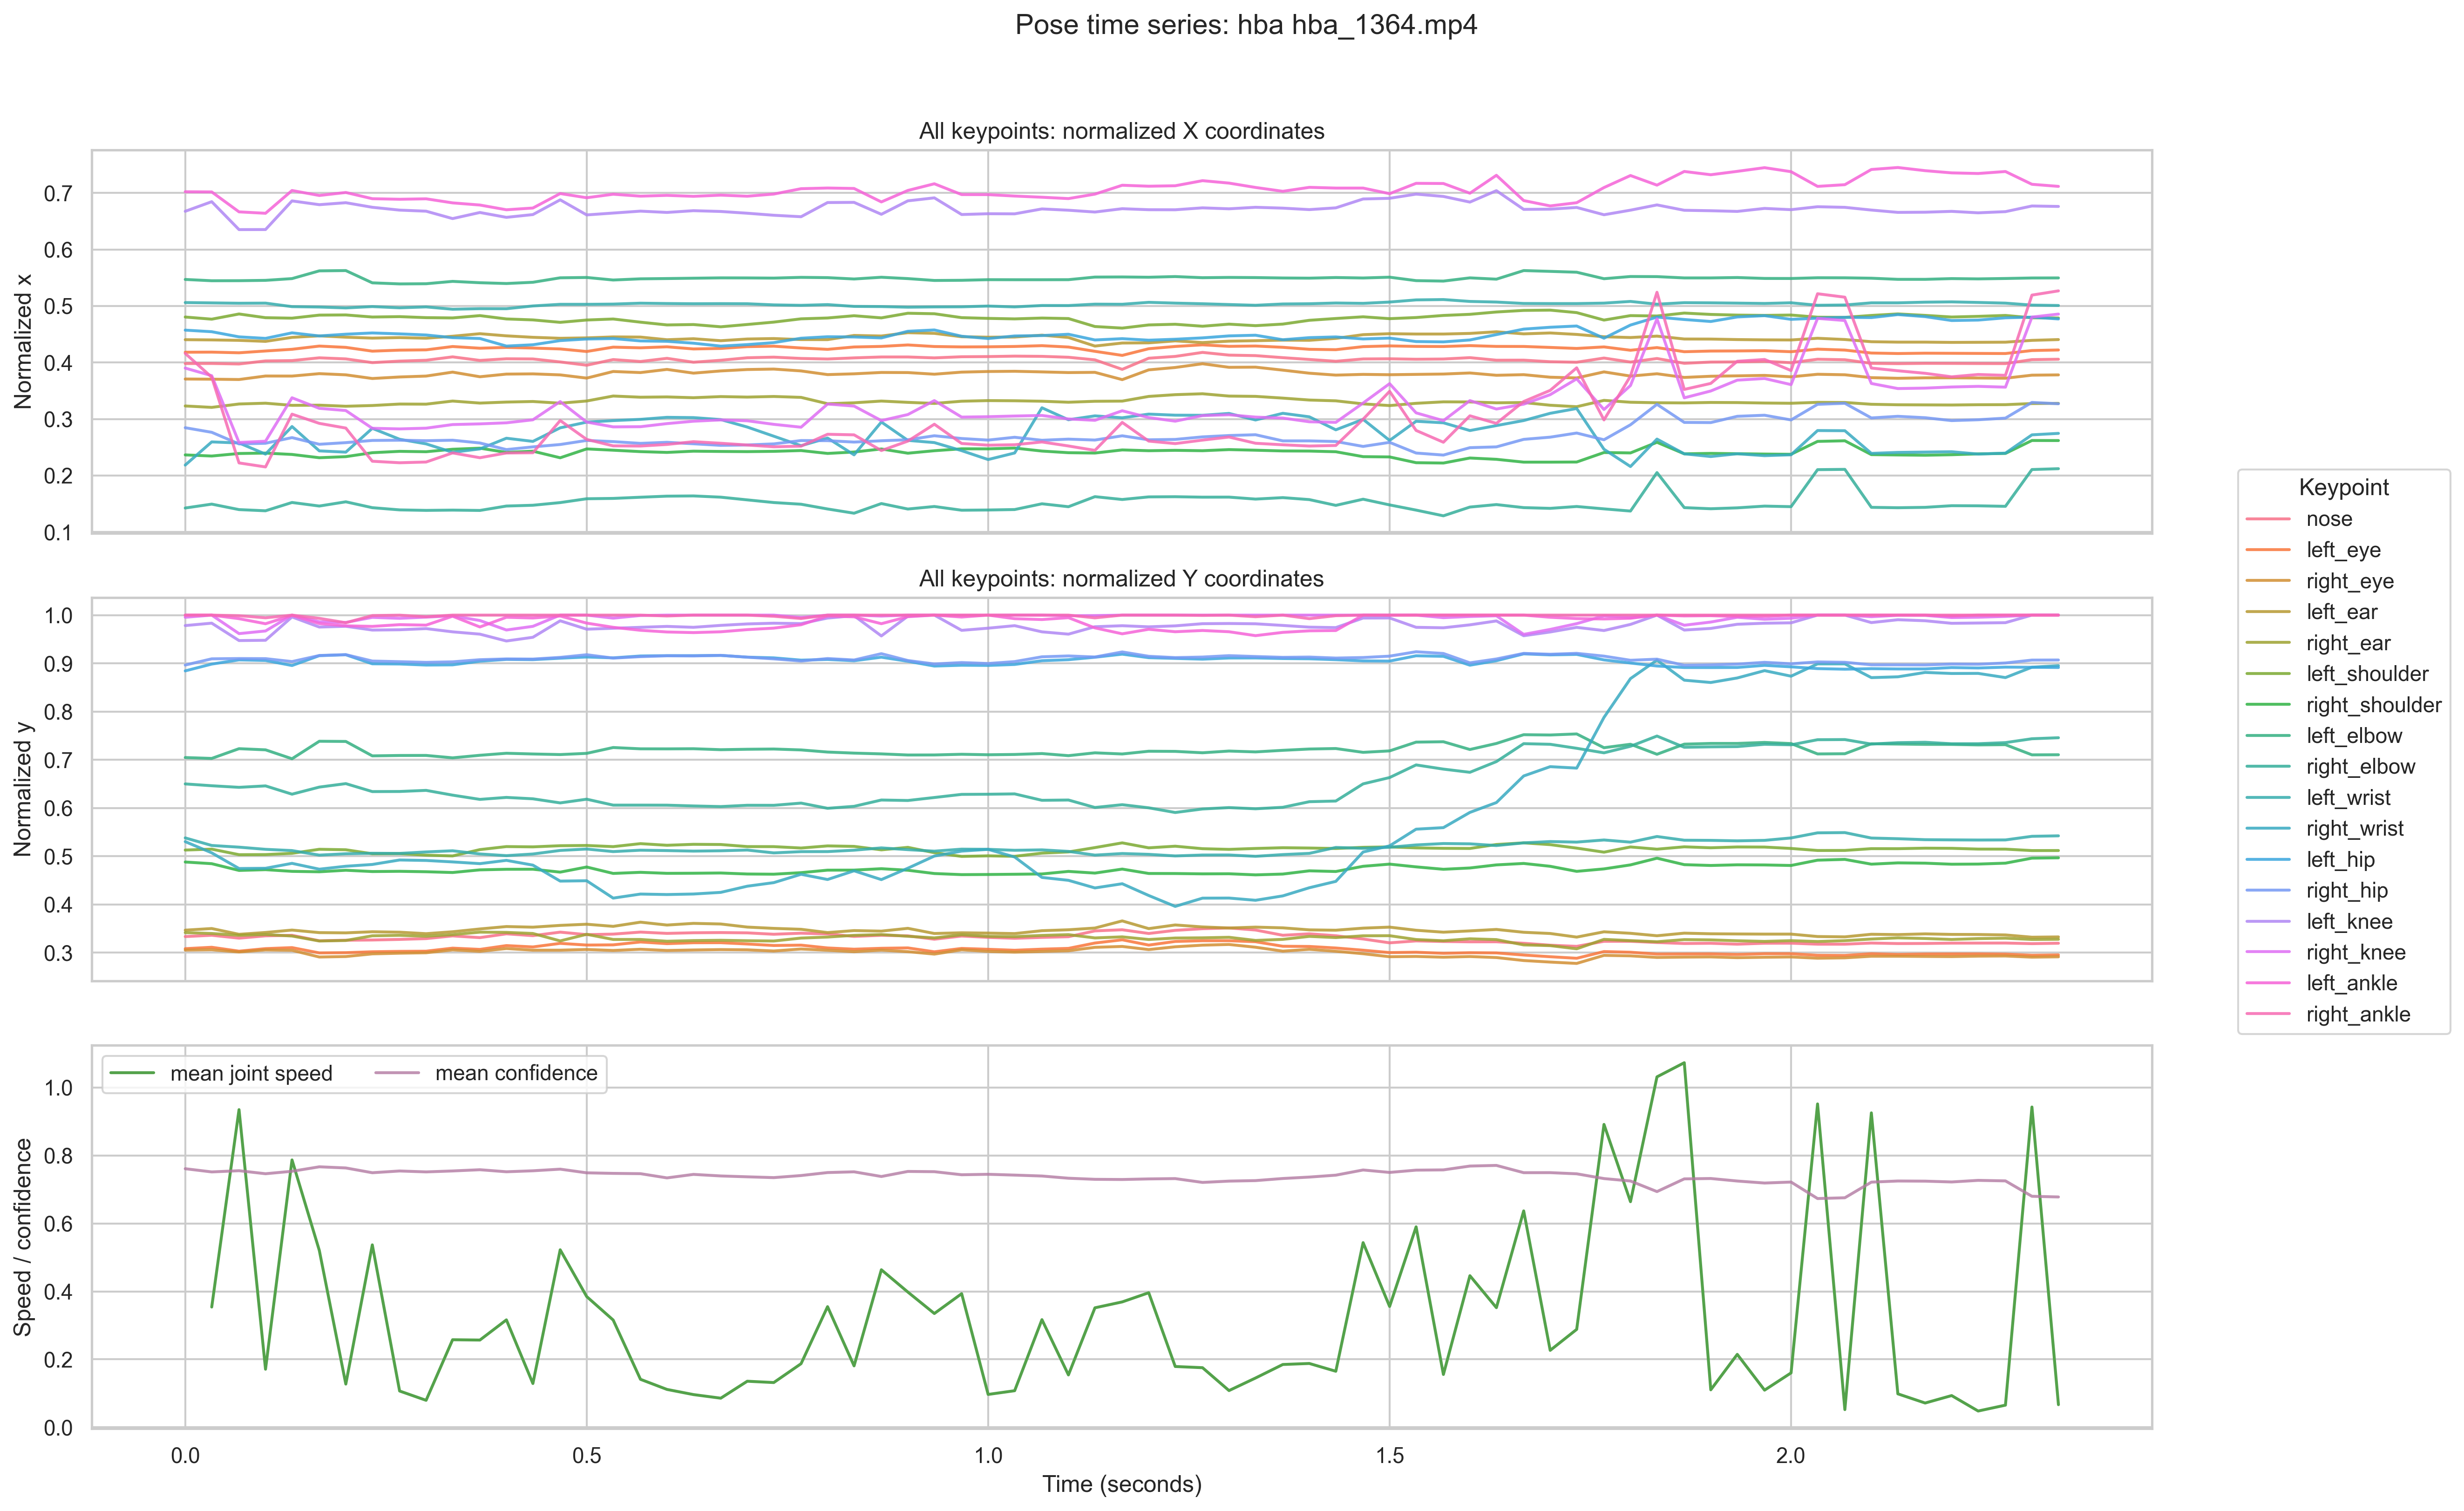 Pose time series: hba hba_1364.mp4
All keypoints: normalized X coordinates
Normalized x
0.7
0.6
0.5
0.4
0.3
0.2
0.1
All keypoints: normalized Y coordinates
Normalized y
1.0
0.9
0.8
0.7
0.6
0.5
0.4
0.3
Keypoint
nose
left_eye
right_eye
left_ear
right_ear
left_shoulder
right_shoulder
left_elbow
right_elbow
left_wrist
right_wrist
left_hip
right_hip
left_knee
right_knee
left_ankle
right_ankle
mean joint speed
mean confidence
Speed / confidence
1.0
0.8
0.6
0.4
0.2
0.0
0.0 0.5 1.0 1.5 2.0
Time (seconds)